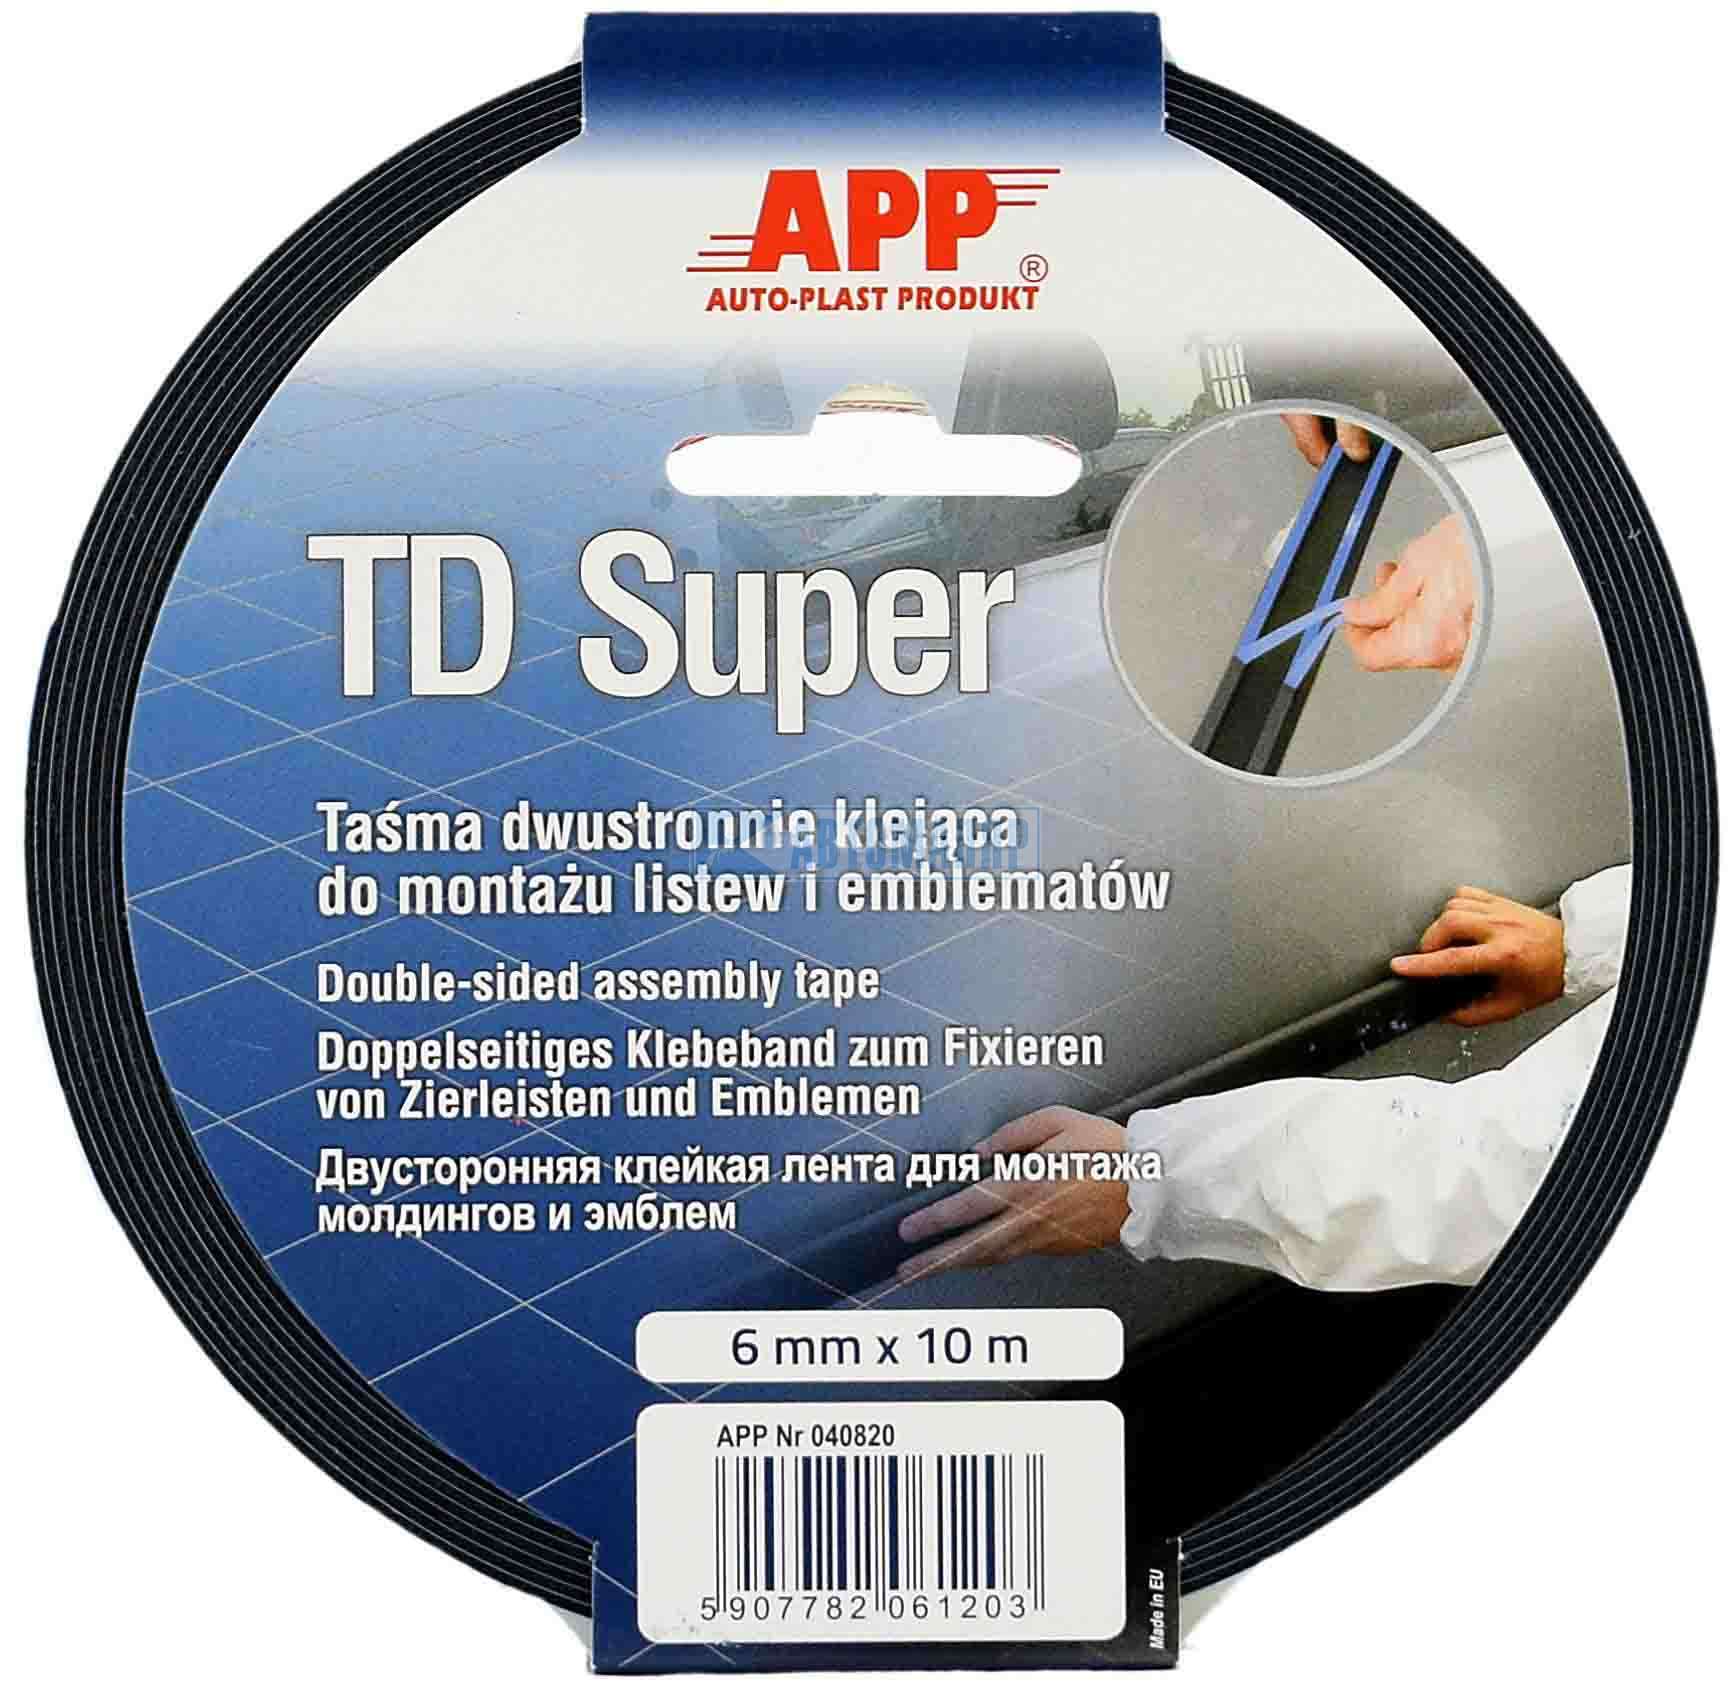 APP
®
AUTO-PLAST PRODUKT
TD Super
Taśma dwustronnie klejąca
do montażu listew i emblematów
Double-sided assembly tape
Doppelseitiges Klebeband zum Fixieren
von Zierleisten und Emblemen
Двусторонняя клейкая лента для монтажа
молдингов и эмблем
6 mm x 10 m
APP Nr 040820
5 907782 061203
Made in EU